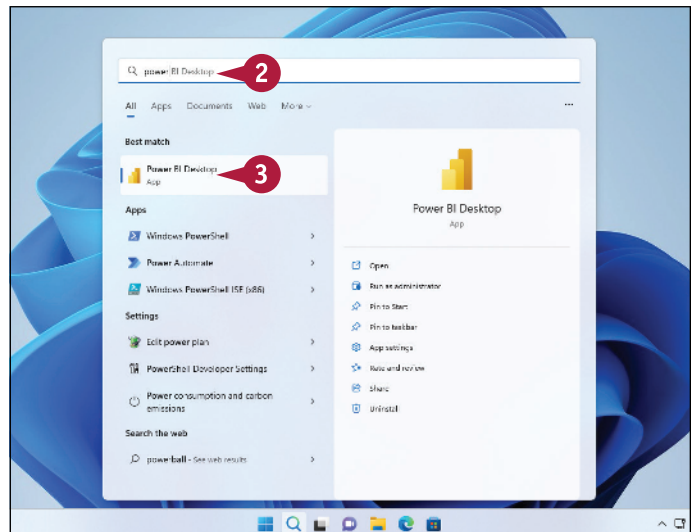 power BI Desktop
2
All Apps Documents Web More
Best match
Power BI Desktop
App
3
Apps
Windows PowerShell
Power Automate
Windows PowerShell ISE (x86)
Settings
Edit power plan
PowerShell Developer Settings
Power consumption and carbon
emissions
Search the web
powerball - See web results
Power BI Desktop
App
Open
Run as administrator
Pin to Start
Pin to taskbar
App settings
Rate and review
Share
Uninstall